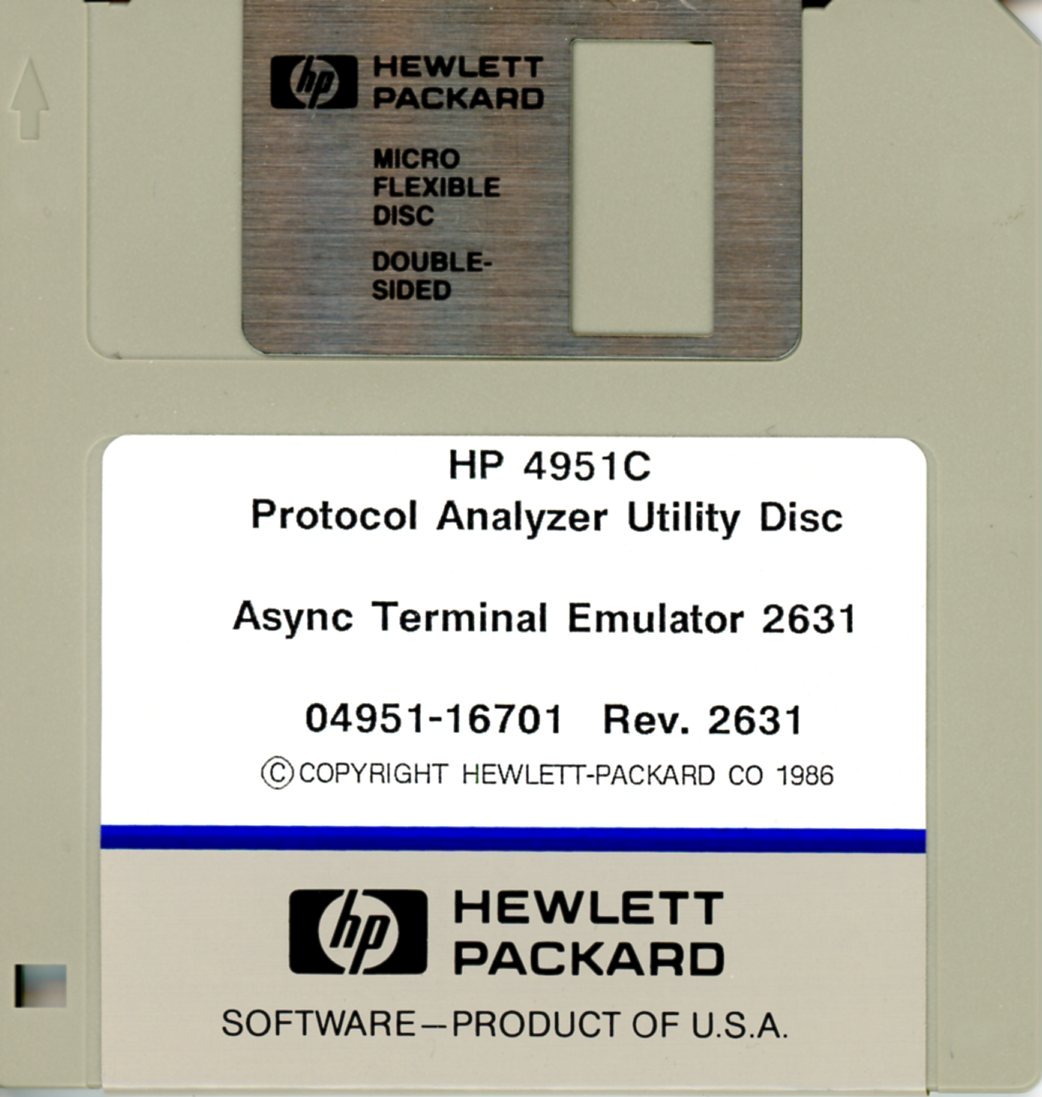 hp HEWLETT
PACKARD
MICRO
FLEXIBLE
DISC
DOUBLE-
SIDED
HP 4951C
Protocol Analyzer Utility Disc
Async Terminal Emulator 2631
04951-16701 Rev. 2631
©COPYRIGHT HEWLETT-PACKARD CO 1986
hp HEWLETT
PACKARD
SOFTWARE—PRODUCT OF U.S.A.